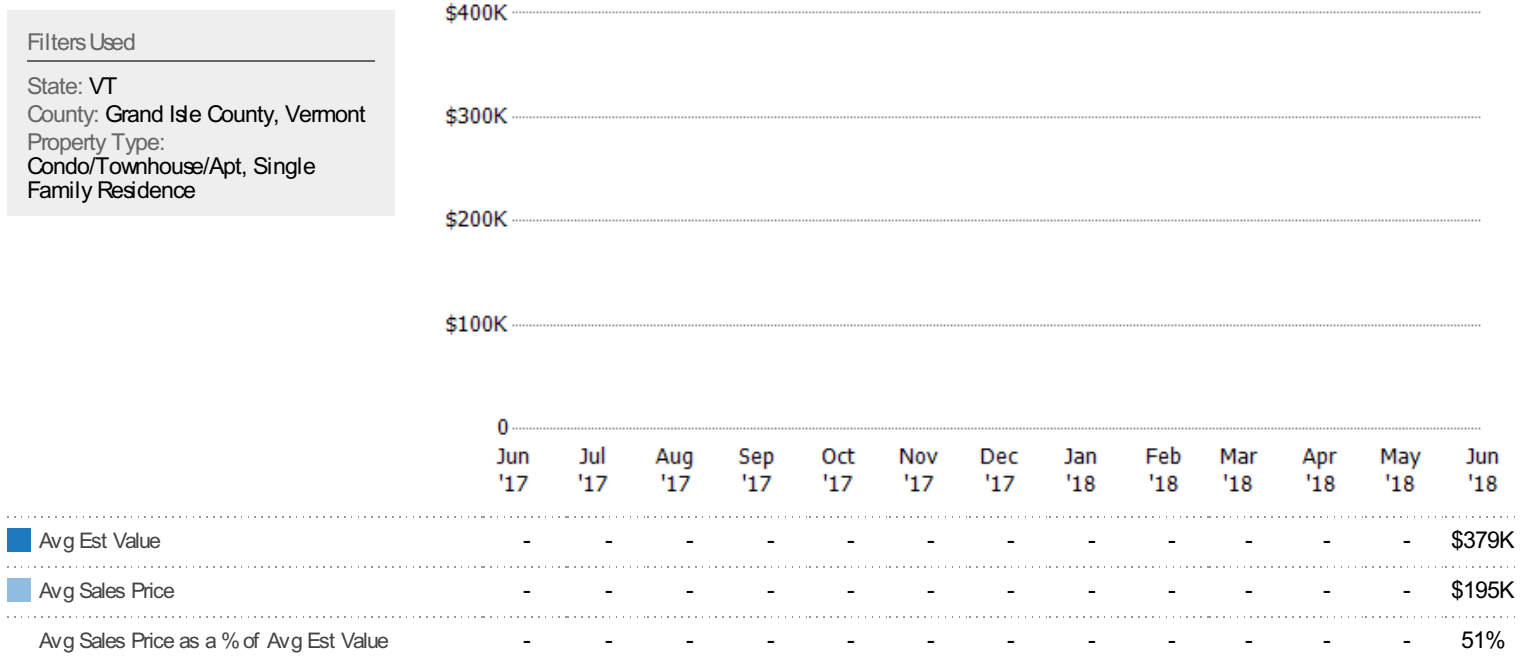 Filters Used
State: VT
County: Grand Isle County, Vermont
Property Type:
Condo/Townhouse/Apt, Single
Family Residence
$400K
$300K
$200K
$100K
0
Jun Jul Aug Sep Oct Nov Dec Jan Feb Mar Apr May Jun
'17 '17 '17 '17 '17 '17 '17 '18 '18 '18 '18 '18 '18
Avg Est Value - - - - - - - - - - - - $379K
Avg Sales Price - - - - - - - - - - - - $195K
Avg Sales Price as a % of Avg Est Value - - - - - - - - - - - - 51%